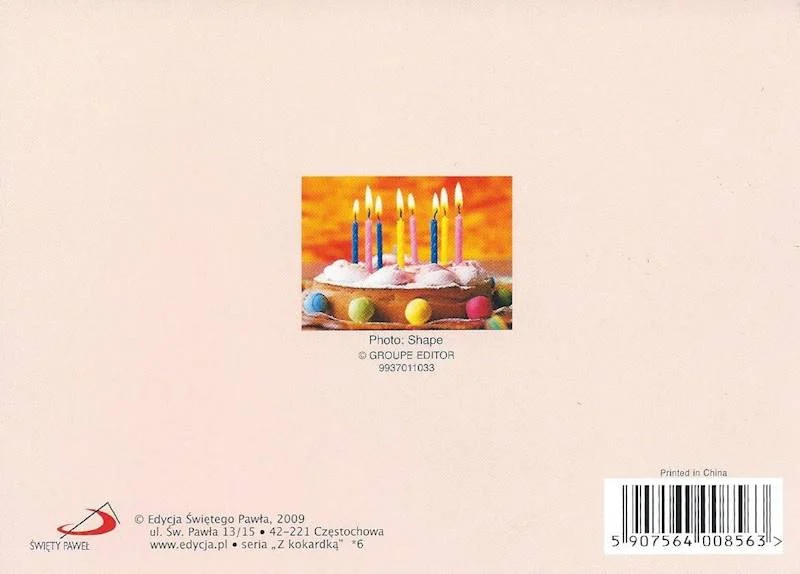 Photo: Shape
© GROUPE EDITOR
9937011033
Printed in China
5 907564 008563 >
ŚWIĘTY PAWEŁ
© Edycja Świętego Pawła, 2009
ul. Św. Pawła 13/15 • 42-221 Częstochowa
www.edycja.pl • seria „Z kokardką” *6